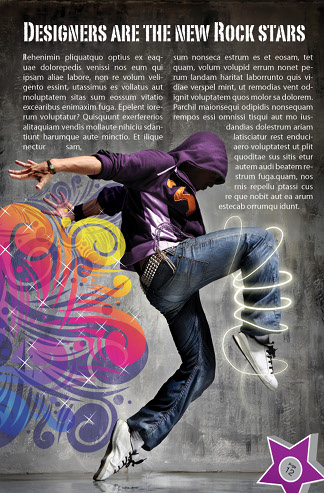 Designers are the new Rock stars
Rehenimin pliquatquo optius ex eaq-
uae dolorepedis venissi nos eum qui
ipsam aliae labore, non re volum veli-
gento essint, utassimus es vollatus aut
moluptatem sitas sum eossum vitatio
excearibus enimaxim fuga. Epelent iore-
rum voluptatur? Quisquunt exerfererios
alitaquiam vendis mollaute nihiciu sdan-
tiunt harumque aute minctio. Et ilique
nectur sam,
sum nonseca estrum es et eosam, tet
quam, volum volupid errum nonet pe-
rum landam haritat laborrunto quis vi-
diae verspel mint, ut remodias vent od-
ignit voluptatem quos molor sa dolorem.
Parchil maionsequi odipidis nonsequam
rempos essi omnissi tisqui aut mo ius-
dandias dolestrum ariam
latisciatur rest enduci-
aero voluptatest ut plit
quoditae sus sitis etur
autem audi beatem re-
strum fuga.quam, nos
mis repellu ptassi cus
re que nobit aut ea arum
estecab orrumqui idunt.
12